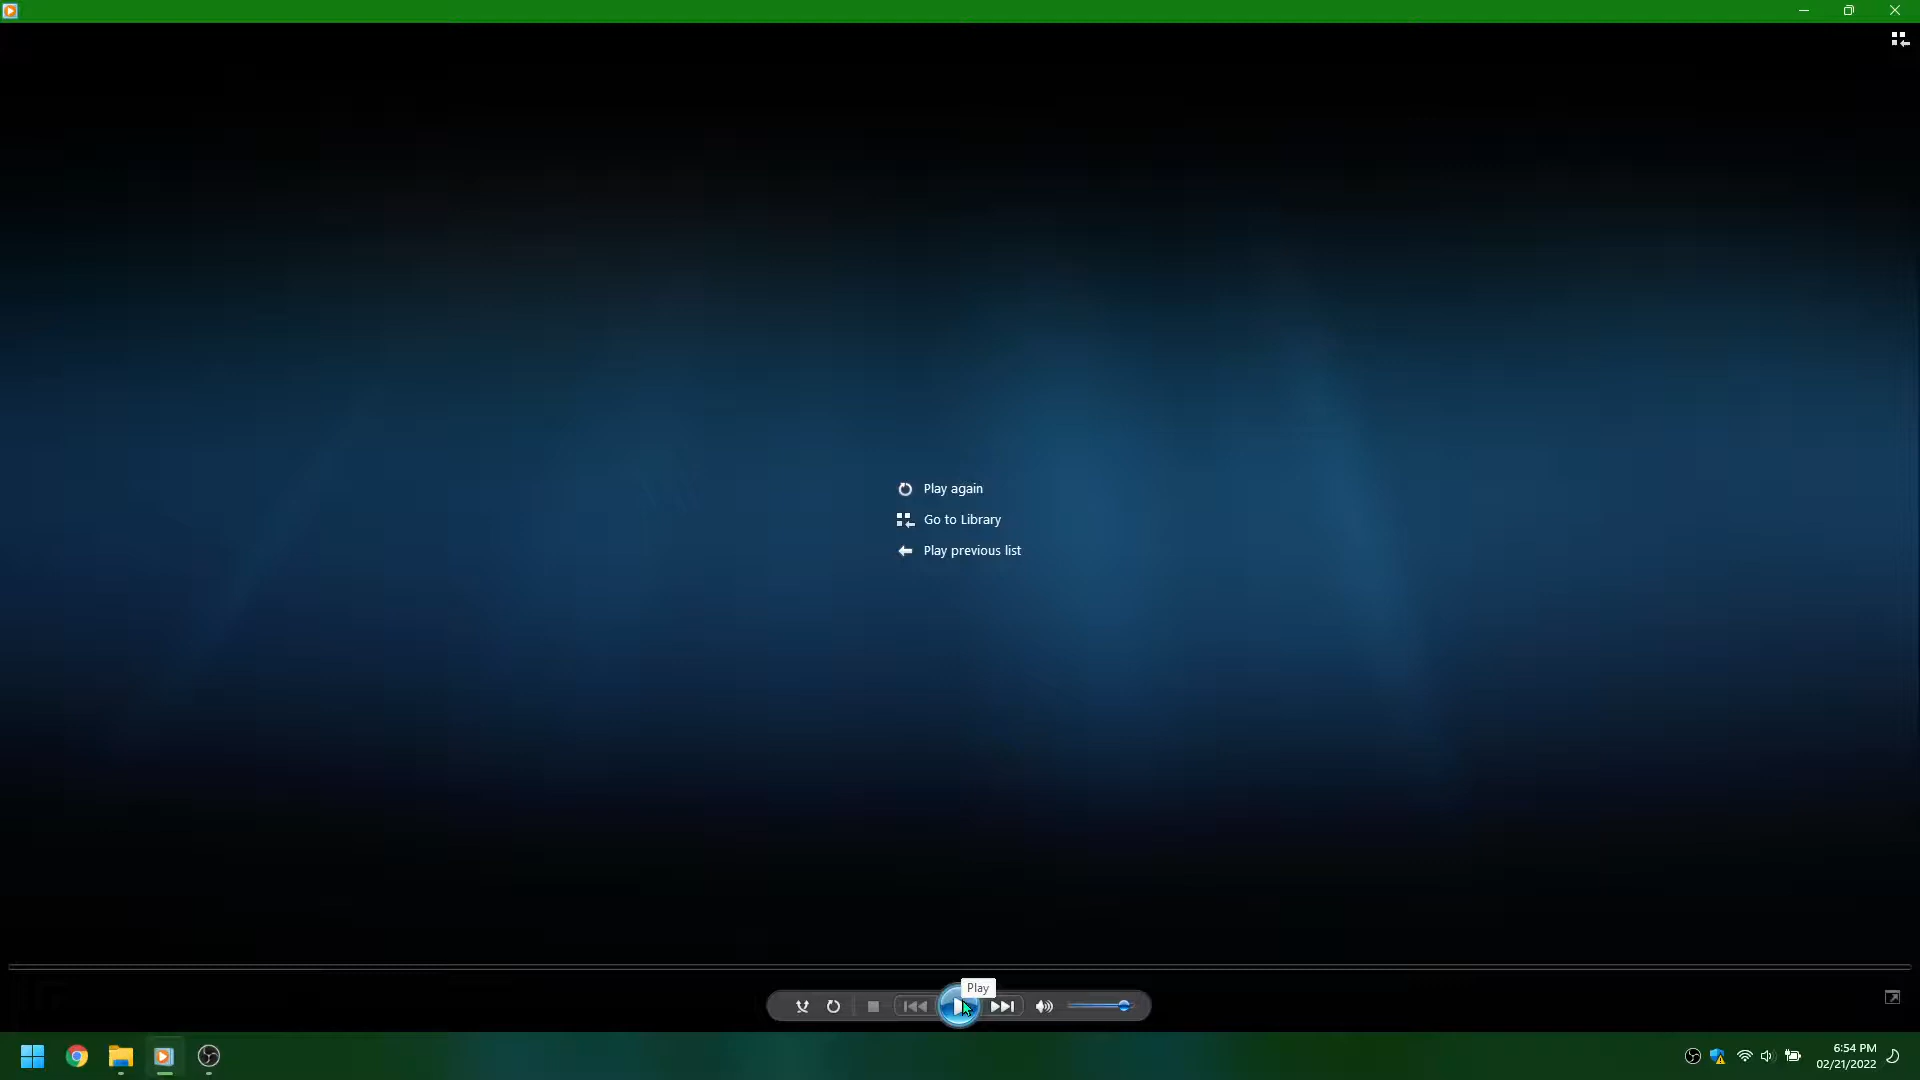 Play again
Go to Library
Play previous list
Play
6:54 PM
02/21/2022